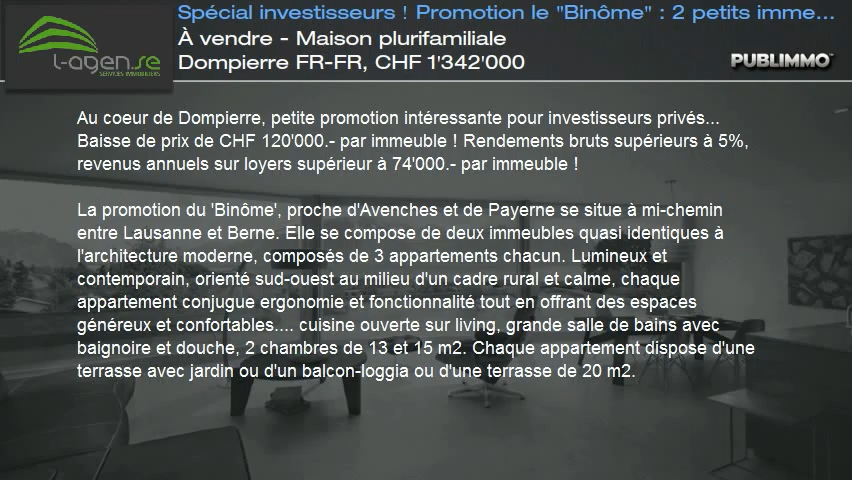 Spécial investisseurs ! Promotion le "Binôme" : 2 petits imme...
À vendre - Maison plurifamiliale
Dompierre FR-FR, CHF 1'342'000
l-agen.se
SERVICES IMMOBILIERS
PUBLIMMO
Au coeur de Dompierre, petite promotion intéressante pour investisseurs privés...
Baisse de prix de CHF 120'000.- par immeuble ! Rendements bruts supérieurs à 5%,
revenus annuels sur loyers supérieur à 74'000.- par immeuble !
La promotion du 'Binôme', proche d'Avenches et de Payerne se situe à mi-chemin
entre Lausanne et Berne. Elle se compose de deux immeubles quasi identiques à
l'architecture moderne, composés de 3 appartements chacun. Lumineux et
contemporain, orienté sud-ouest au milieu d'un cadre rural et calme, chaque
appartement conjugue ergonomie et fonctionnalité tout en offrant des espaces
généreux et confortables.... cuisine ouverte sur living, grande salle de bains avec
baignoire et douche, 2 chambres de 13 et 15 m2. Chaque appartement dispose d'une
terrasse avec jardin ou d'un balcon-loggia ou d'une terrasse de 20 m2.